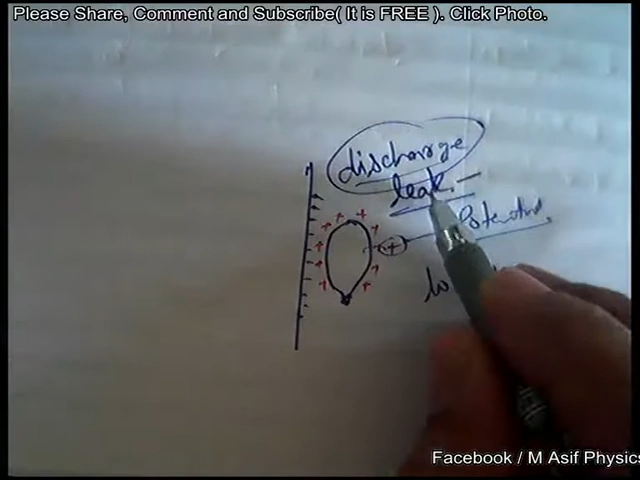 Please Share, Comment and Subscribe( It is FREE ). Click Photo.
discharge
leak
Potential
Facebook / M Asif Physics